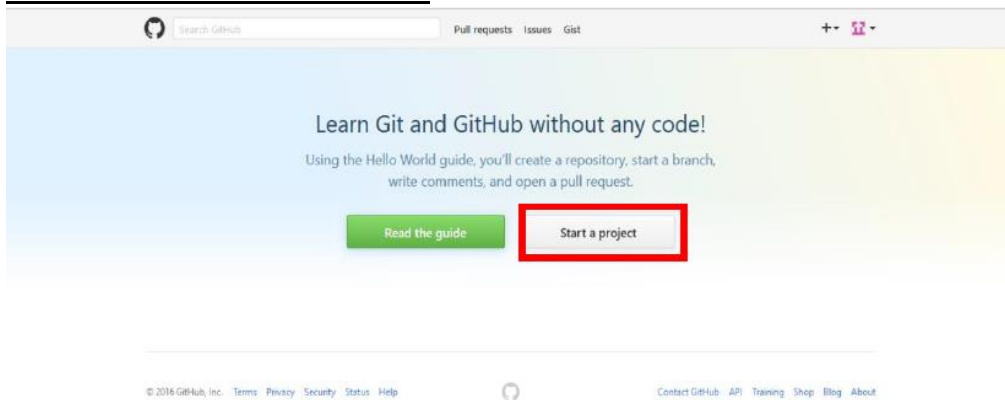 Search GitHub
Pull requests Issues Gist
Learn Git and GitHub without any code!
Using the Hello World guide, you'll create a repository, start a branch,
write comments, and open a pull request.
Read the guide
Start a project
© 2016 GitHub, Inc. Terms Privacy Security Status Help
Contact GitHub API Training Shop Blog About